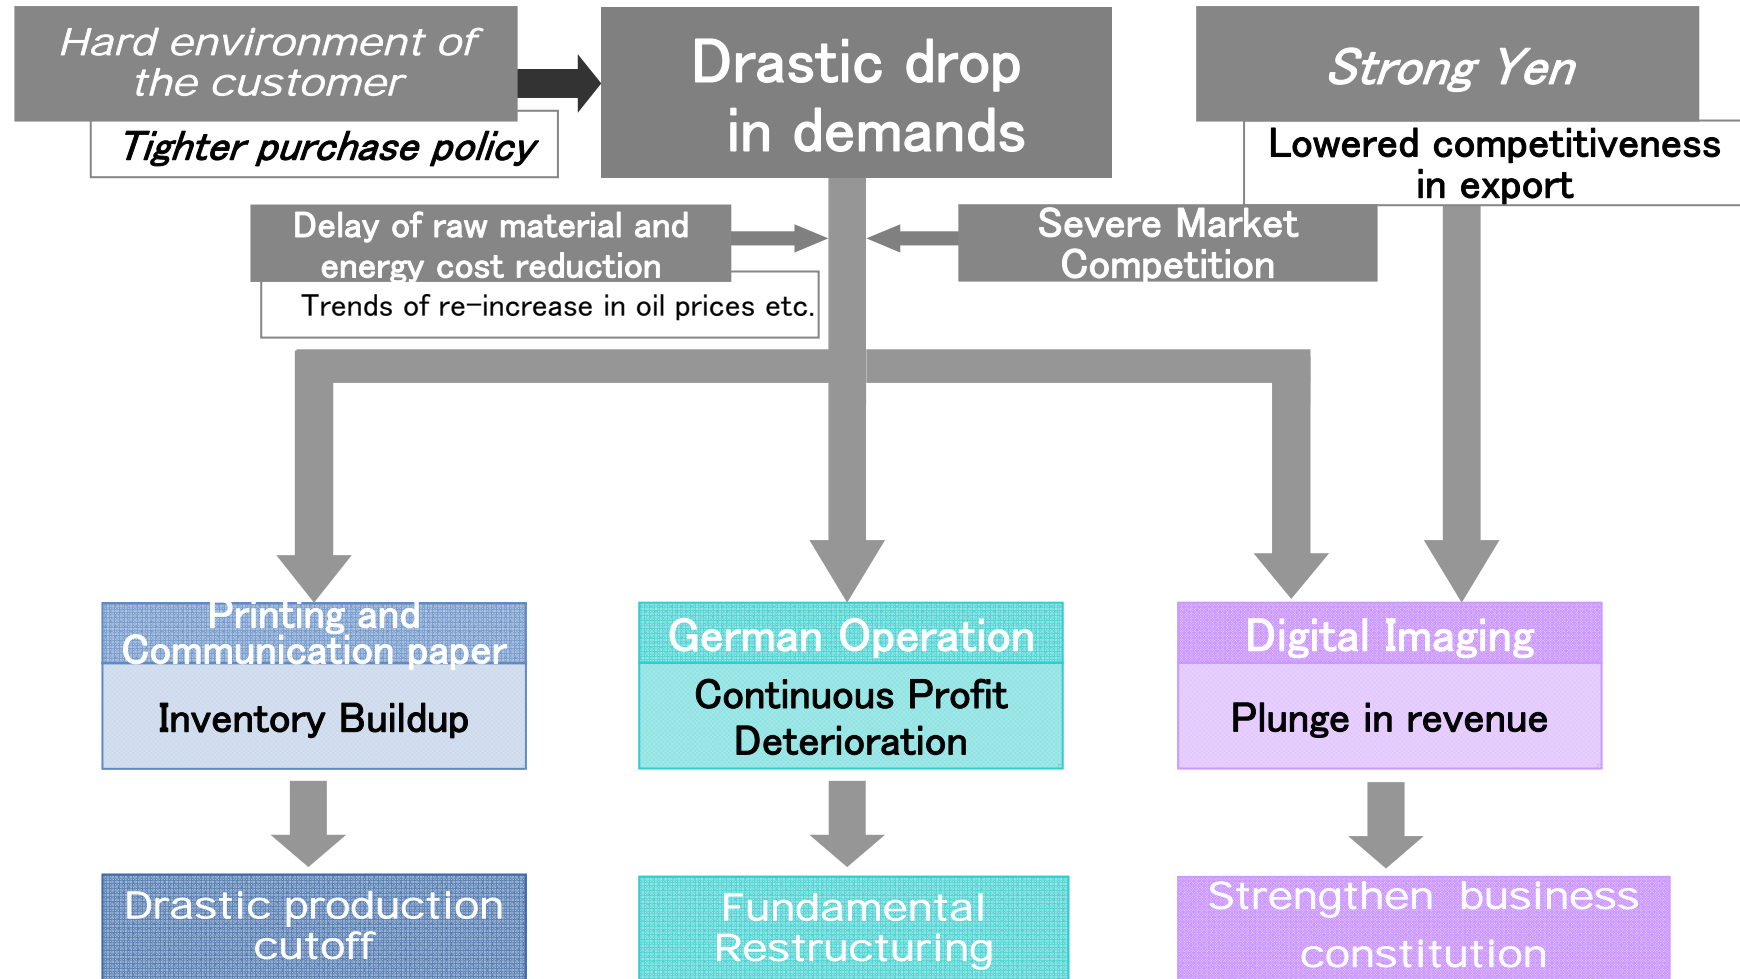 Hard environment of
the customer
Tighter purchase policy
Drastic drop
in demands
Strong Yen
Lowered competitiveness
in export
Delay of raw material and
energy cost reduction
Trends of re-increase in oil prices etc.
Severe Market
Competition
Printing and
Communication paper
Inventory Buildup
German Operation
Continuous Profit
Deterioration
Digital Imaging
Plunge in revenue
Drastic production
cutoff
Fundamental
Restructuring
Strengthen business
constitution